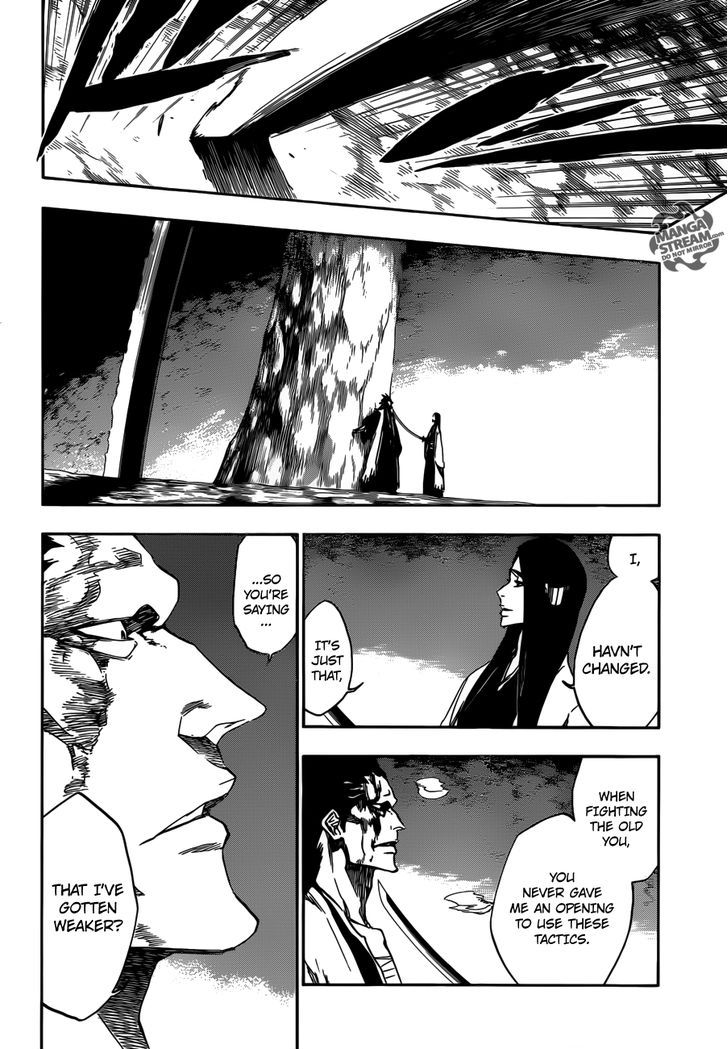 MANGA
STREAM.com
DO NOT MIRROR
I,
HAVN'T
CHANGED.
IT'S
JUST
THAT,
WHEN
FIGHTING
THE OLD
YOU,
YOU
NEVER GAVE
ME AN OPENING
TO USE THESE
TACTICS.
...SO
YOU'RE
SAYING
...
THAT I'VE
GOTTEN
WEAKER?